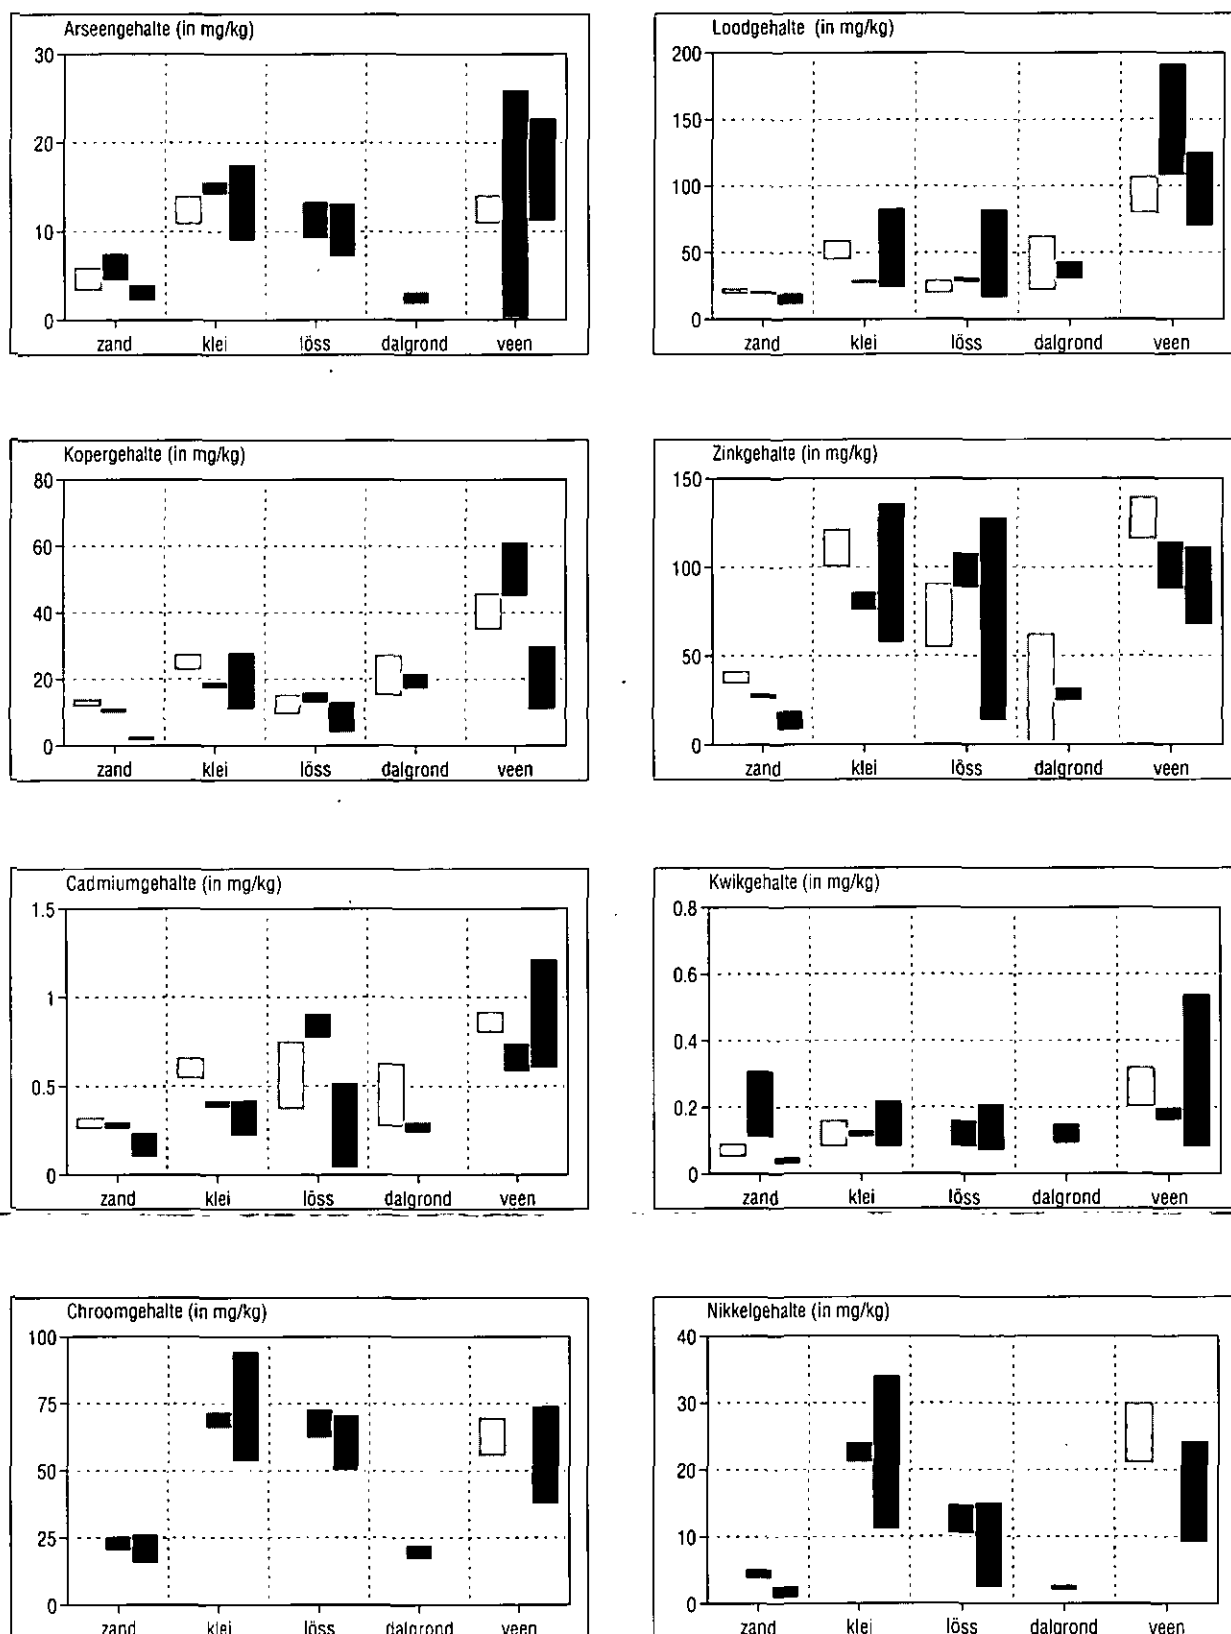 Arseengehalte (in mg/kg)
30
20
10
0
zand klei löss dalgrond veen
Loodgehalte (in mg/kg)
200
150
100
50
0
zand klei löss dalgrond veen
Kopergehalte (in mg/kg)
80
60
40
20
0
zand klei löss dalgrond veen
Zinkgehalte (in mg/kg)
150
100
50
0
zand klei löss dalgrond veen
Cadmiumgehalte (in mg/kg)
1.5
1
0.5
0
zand klei löss dalgrond veen
Kwikgehalte (in mg/kg)
0.8
0.6
0.4
0.2
0
zand klei löss dalgrond veen
Chroomgehalte (in mg/kg)
100
75
50
25
0
zand klei löss dalgrond veen
Nikkelgehalte (in mg/kg)
40
30
20
10
0
zand klei löss dalgrond veen